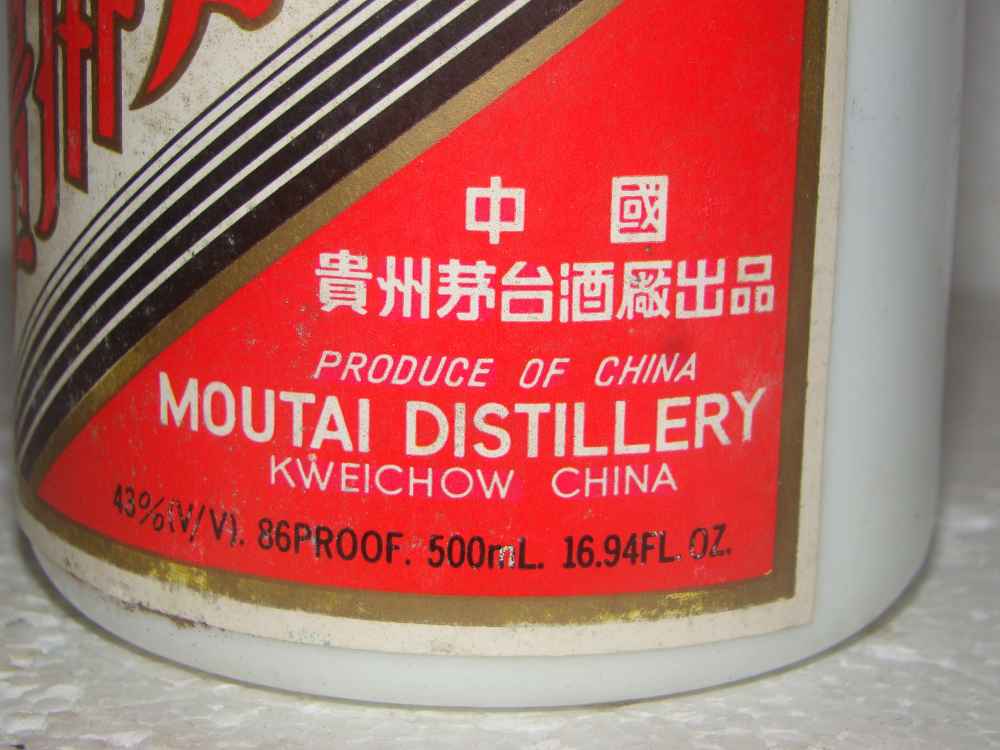 中 國
貴州茅台酒廠出品
PRODUCE OF CHINA
MOUTAI DISTILLERY
KWEICHOW CHINA
43%(V/V). 86PROOF. 500mL. 16.94FL. OZ.